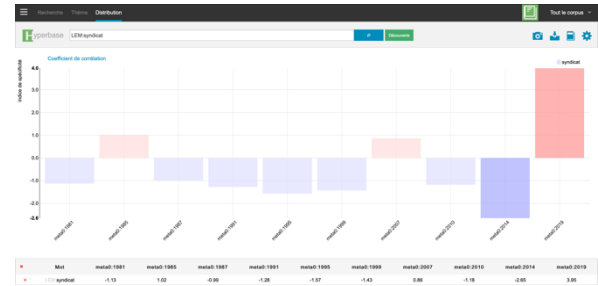 Recherche Thème Distribution Tout le corpus
Hyperbase LEM:syndicat Découverte
Coefficient de corrélation
syndicat
indice de spécificité
4.0
3.0
2.0
1.0
0.0
-1.0
-2.0
-2.6
meta0:1981 meta0:1985 meta0:1987 meta0:1991 meta0:1995 meta0:1999 meta0:2007 meta0:2010 meta0:2014 meta0:2019
Mot meta0:1981 meta0:1985 meta0:1987 meta0:1991 meta0:1995 meta0:1999 meta0:2007 meta0:2010 meta0:2014 meta0:2019
LEM:syndicat -1.13 1.02 -0.99 -1.28 -1.57 -1.43 0.86 -1.18 -2.65 3.95